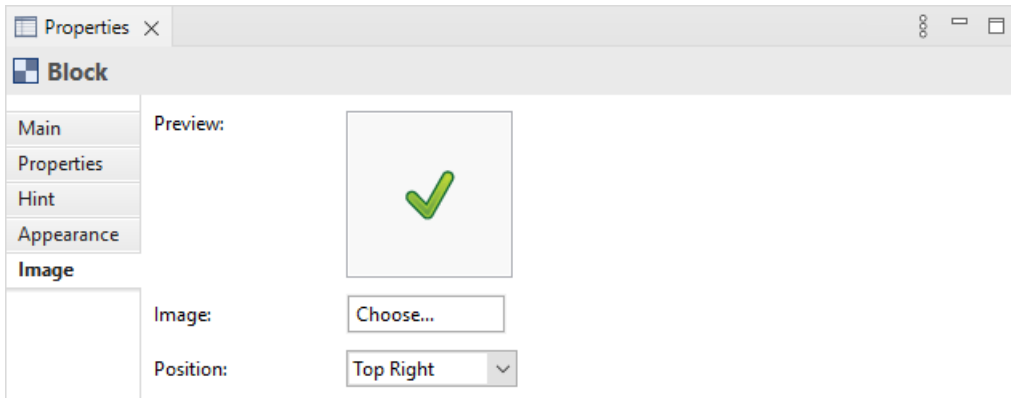 Properties
Block
Main
Properties
Hint
Appearance
Image
Preview:
Image:
Choose...
Position:
Top Right